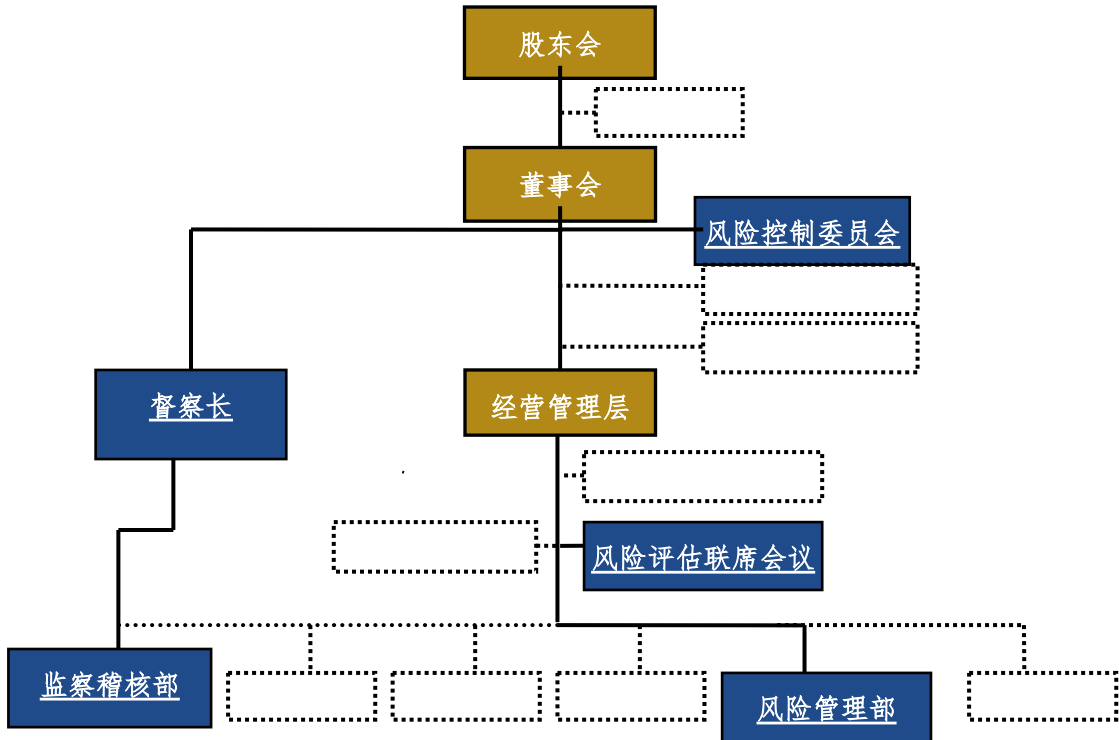 股东会
董事会
风险控制委员会
督察长
经营管理层
风险评估联席会议
监察稽核部
风险管理部